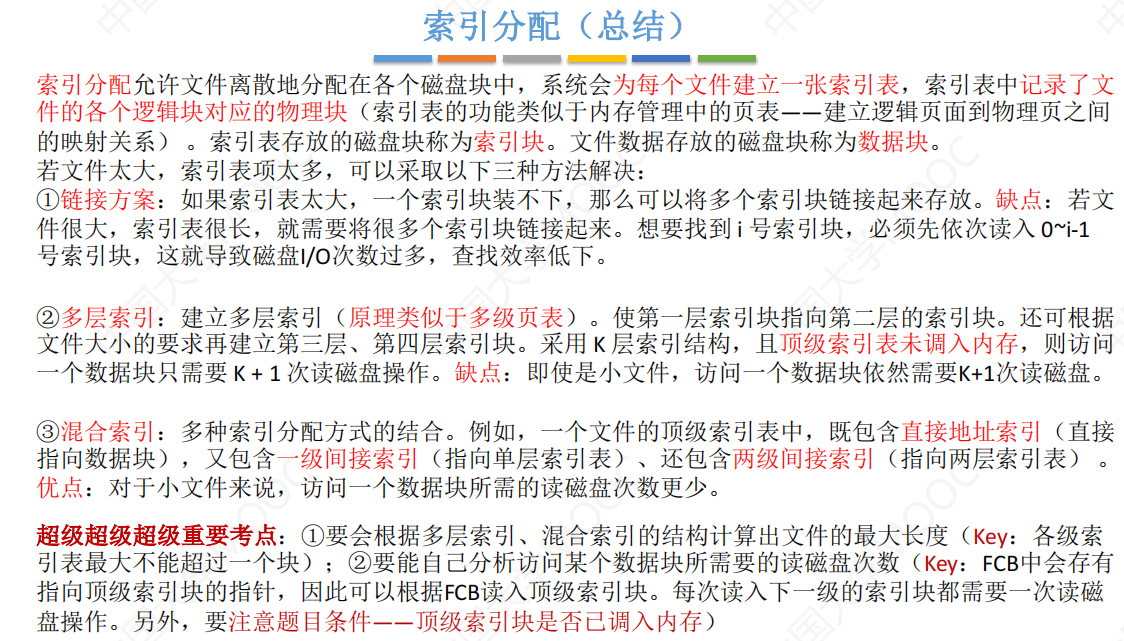 索引分配（总结）
索引分配允许文件离散地分配在各个磁盘块中，系统会为每个文件建立一张索引表，索引表中记录了文
件的各个逻辑块对应的物理块（索引表的功能类似于内存管理中的页表——建立逻辑页面到物理页之间
的映射关系）。索引表存放的磁盘块称为索引块。文件数据存放的磁盘块称为数据块。
若文件太大，索引表项太多，可以采取以下三种方法解决：
①链接方案：如果索引表太大，一个索引块装不下，那么可以将多个索引块链接起来存放。缺点：若文
件很大，索引表很长，就需要将很多个索引块链接起来。想要找到 i 号索引块，必须先依次读入 0~i-1
号索引块，这就导致磁盘I/O次数过多，查找效率低下。
②多层索引：建立多层索引（原理类似于多级页表）。使第一层索引块指向第二层的索引块。还可根据
文件大小的要求再建立第三层、第四层索引块。采用 K 层索引结构，且顶级索引表未调入内存，则访问
一个数据块只需要 K + 1 次读磁盘操作。缺点：即使是小文件，访问一个数据块依然需要K+1次读磁盘。
③混合索引：多种索引分配方式的结合。例如，一个文件的顶级索引表中，既包含直接地址索引（直接
指向数据块），又包含一级间接索引（指向单层索引表）、还包含两级间接索引（指向两层索引表）。
优点：对于小文件来说，访问一个数据块所需的读磁盘次数更少。
超级超级超级重要考点：①要会根据多层索引、混合索引的结构计算出文件的最大长度（Key：各级索
引表最大不能超过一个块）；②要能自己分析访问某个数据块所需要的读磁盘次数（Key：FCB中会存有
指向顶级索引块的指针，因此可以根据FCB读入顶级索引块。每次读入下一级的索引块都需要一次读磁
盘操作。另外，要注意题目条件——顶级索引块是否已调入内存）